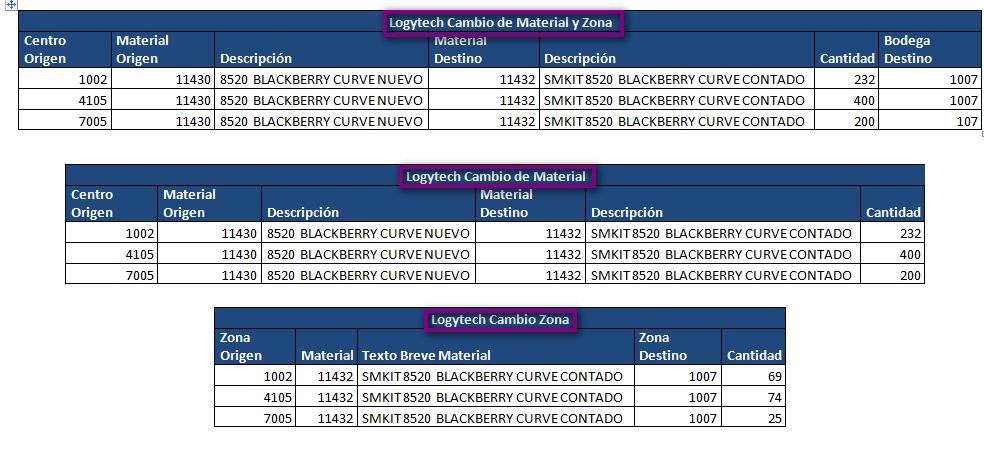 Logytech Cambio de Material y Zona
Centro Origen Material Origen Descripción Material Destino Descripción Cantidad Bodega Destino
1002 11430 8520 BLACKBERRY CURVE NUEVO 11432 SMKIT 8520 BLACKBERRY CURVE CONTADO 232 1007
4105 11430 8520 BLACKBERRY CURVE NUEVO 11432 SMKIT 8520 BLACKBERRY CURVE CONTADO 400 1007
7005 11430 8520 BLACKBERRY CURVE NUEVO 11432 SMKIT 8520 BLACKBERRY CURVE CONTADO 200 107
Logytech Cambio de Material
Centro Origen Material Origen Descripción Material Destino Descripción Cantidad
1002 11430 8520 BLACKBERRY CURVE NUEVO 11432 SMKIT 8520 BLACKBERRY CURVE CONTADO 232
4105 11430 8520 BLACKBERRY CURVE NUEVO 11432 SMKIT 8520 BLACKBERRY CURVE CONTADO 400
7005 11430 8520 BLACKBERRY CURVE NUEVO 11432 SMKIT 8520 BLACKBERRY CURVE CONTADO 200
Logytech Cambio Zona
Zona Origen Material Texto Breve Material Zona Destino Cantidad
1002 11432 SMKIT 8520 BLACKBERRY CURVE CONTADO 1007 69
4105 11432 SMKIT 8520 BLACKBERRY CURVE CONTADO 1007 74
7005 11432 SMKIT 8520 BLACKBERRY CURVE CONTADO 1007 25